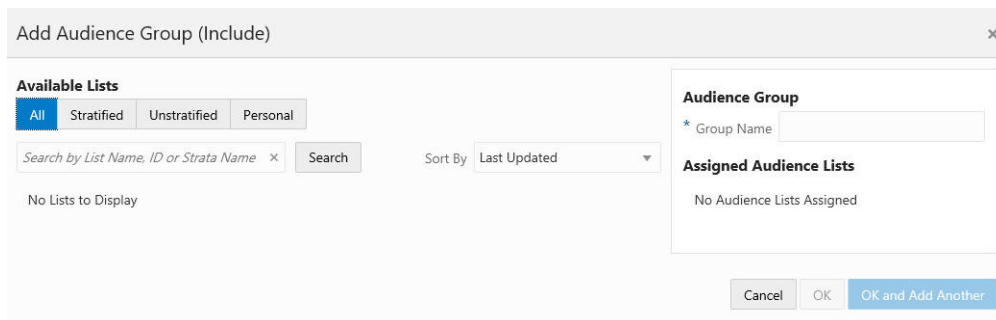 Add Audience Group (Include)
×
Available Lists
All Stratified Unstratified Personal
Search by List Name, ID or Strata Name × Search Sort By Last Updated
No Lists to Display
Audience Group
* Group Name
Assigned Audience Lists
No Audience Lists Assigned
Cancel OK OK and Add Another